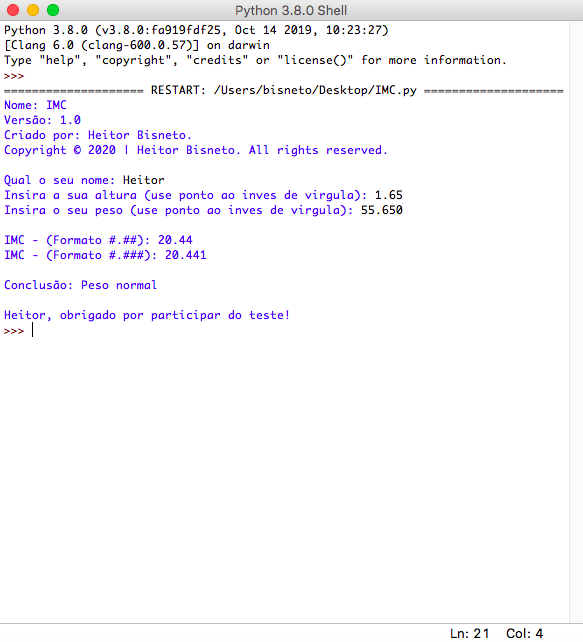 Python 3.8.0 Shell
Python 3.8.0 (v3.8.0:fa919fdf25, Oct 14 2019, 10:23:27)
[Clang 6.0 (clang-600.0.57)] on darwin
Type "help", "copyright", "credits" or "license()" for more information.
>>>
==================== RESTART: /Users/bisneto/Desktop/IMC.py ====================
Nome: IMC
Versão: 1.0
Criado por: Heitor Bisneto.
Copyright © 2020 | Heitor Bisneto. All rights reserved.
Qual o seu nome: Heitor
Insira a sua altura (use ponto ao inves de virgula): 1.65
Insira o seu peso (use ponto ao inves de virgula): 55.650
IMC - (Formato #.##): 20.44
IMC - (Formato #.###): 20.441
Conclusão: Peso normal
Heitor, obrigado por participar do teste!
>>>
Ln: 21 Col: 4